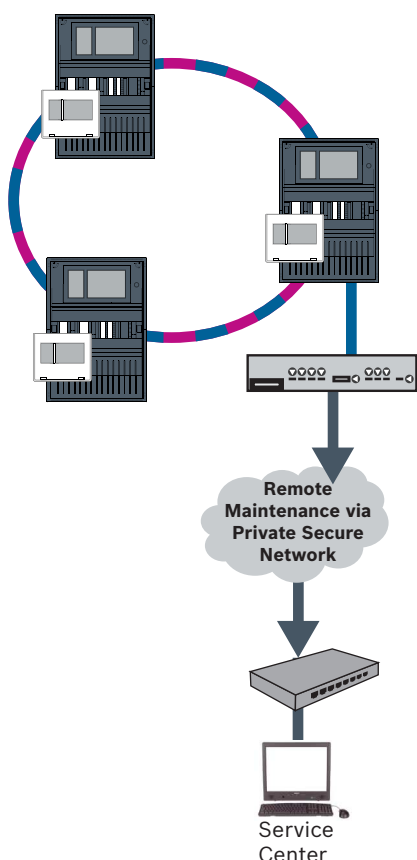 Remote
Maintenance via
Private Secure
Network
Service
Center